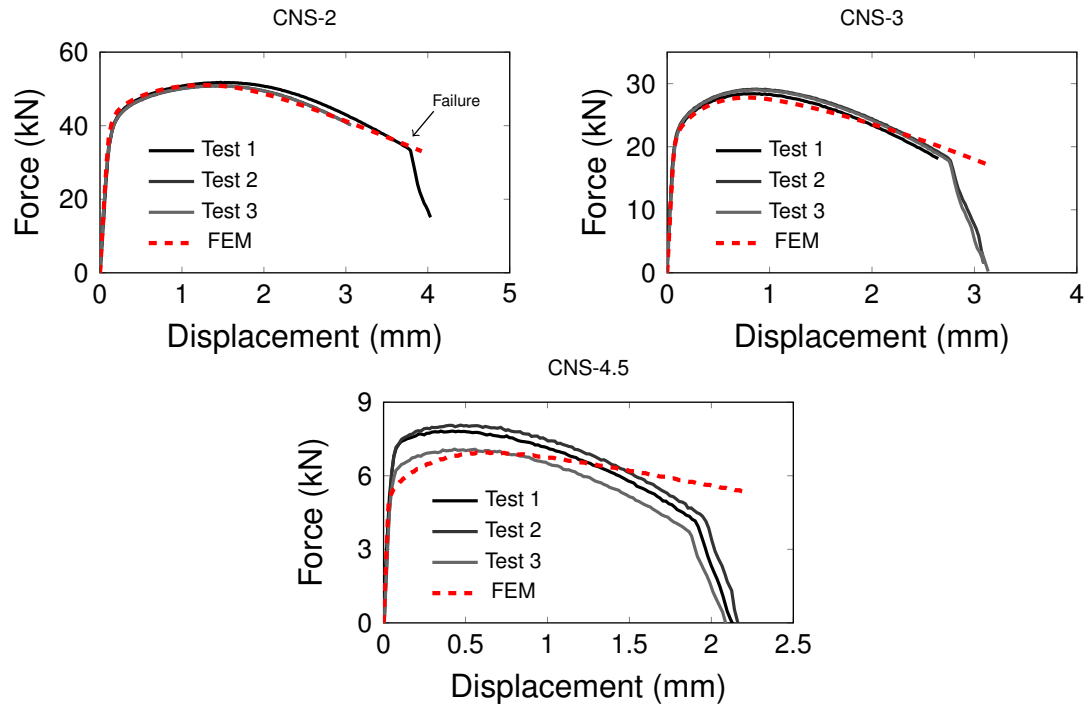 CNS-2
60
40
20
0
0
1
2
3
4
5
Force (kN)
Displacement (mm)
Failure
Test 1
Test 2
Test 3
FEM
CNS-3
30
20
10
0
0
1
2
3
4
Force (kN)
Displacement (mm)
Test 1
Test 2
Test 3
FEM
CNS-4.5
9
6
3
0
0
0.5
1
1.5
2
2.5
Force (kN)
Displacement (mm)
Test 1
Test 2
Test 3
FEM